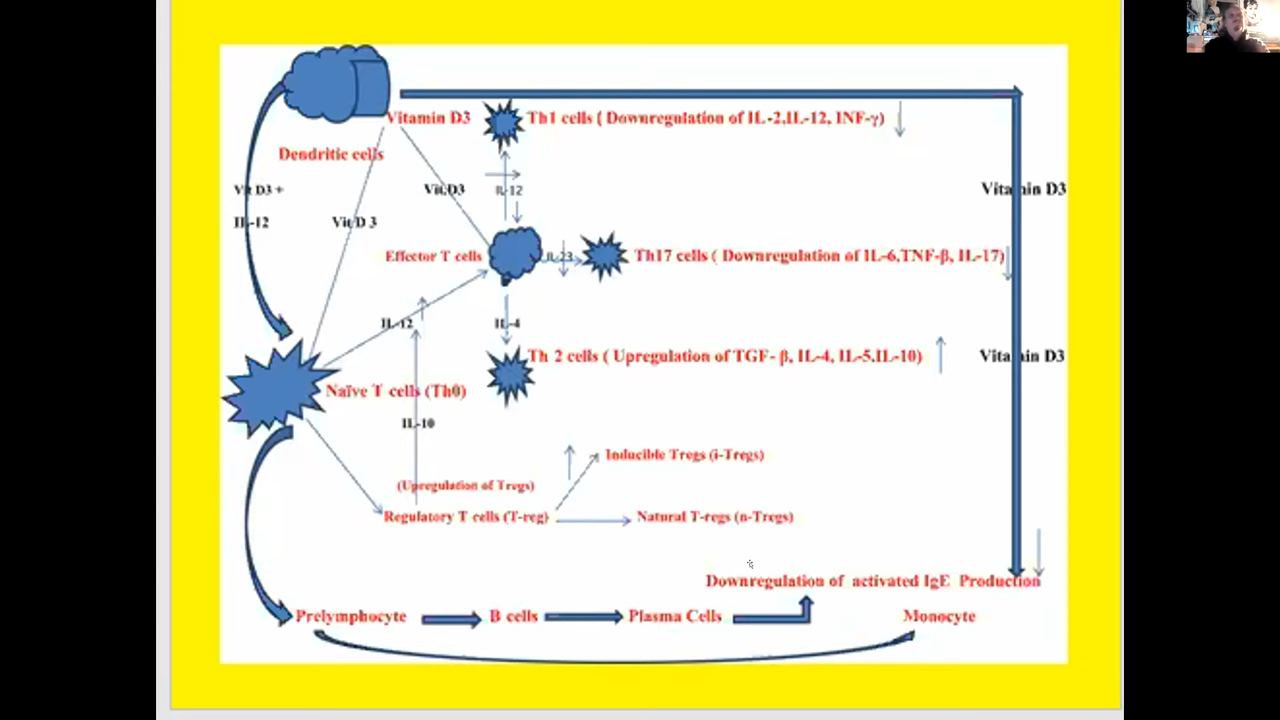 Vitamin D3
Th1 cells ( Downregulation of IL-2,IL-12, INF-γ)
Dendritic cells
Vit D3 +
Vit.D3
IL-12
Vitamin D3
IL-12
Vit D 3
Effector T cells
IL-23
Th17 cells ( Downregulation of IL-6,TNF-β, IL-17)
IL-12
IL-4
Th 2 cells ( Upregulation of TGF- β, IL-4, IL-5.IL-10)
Vitamin D3
Naïve T cells (Th0)
IL-10
Inducible Tregs (i-Tregs)
(Upregulation of Tregs)
Regulatory T cells (T-reg)
Natural T-regs (n-Tregs)
Downregulation of activated IgE Production
Prelymphocyte
B cells
Plasma Cells
Monocyte